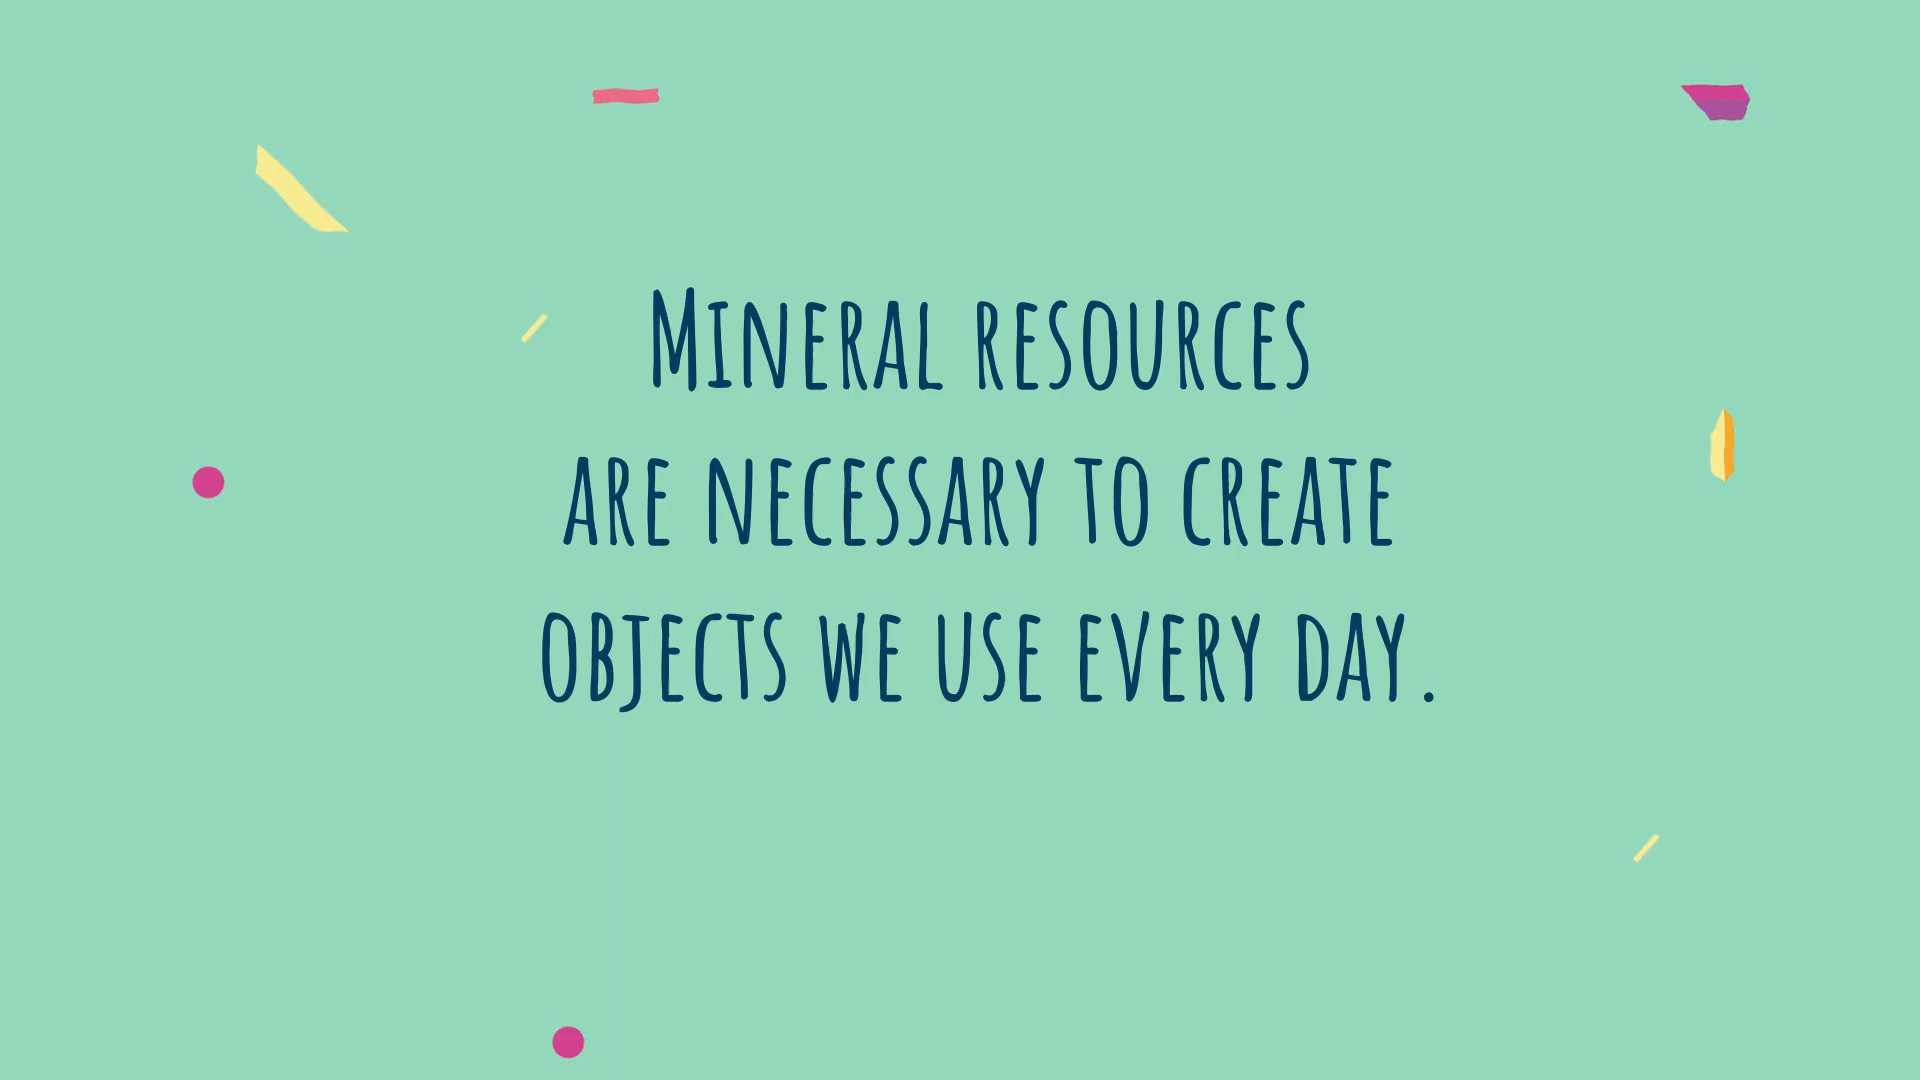 Mineral resources
are necessary to create
objects we use every day.